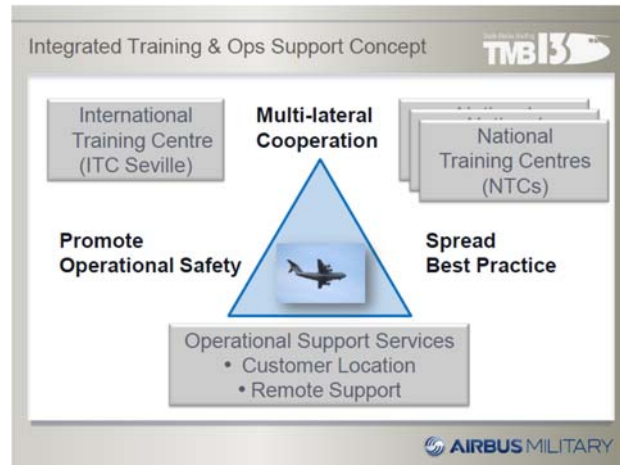 Integrated Training & Ops Support Concept
TMB13
International
Training Centre
(ITC Seville)
Multi-lateral
Cooperation
National
Training Centres
(NTCs)
Promote
Operational Safety
Spread
Best Practice
Operational Support Services
• Customer Location
• Remote Support
AIRBUS MILITARY